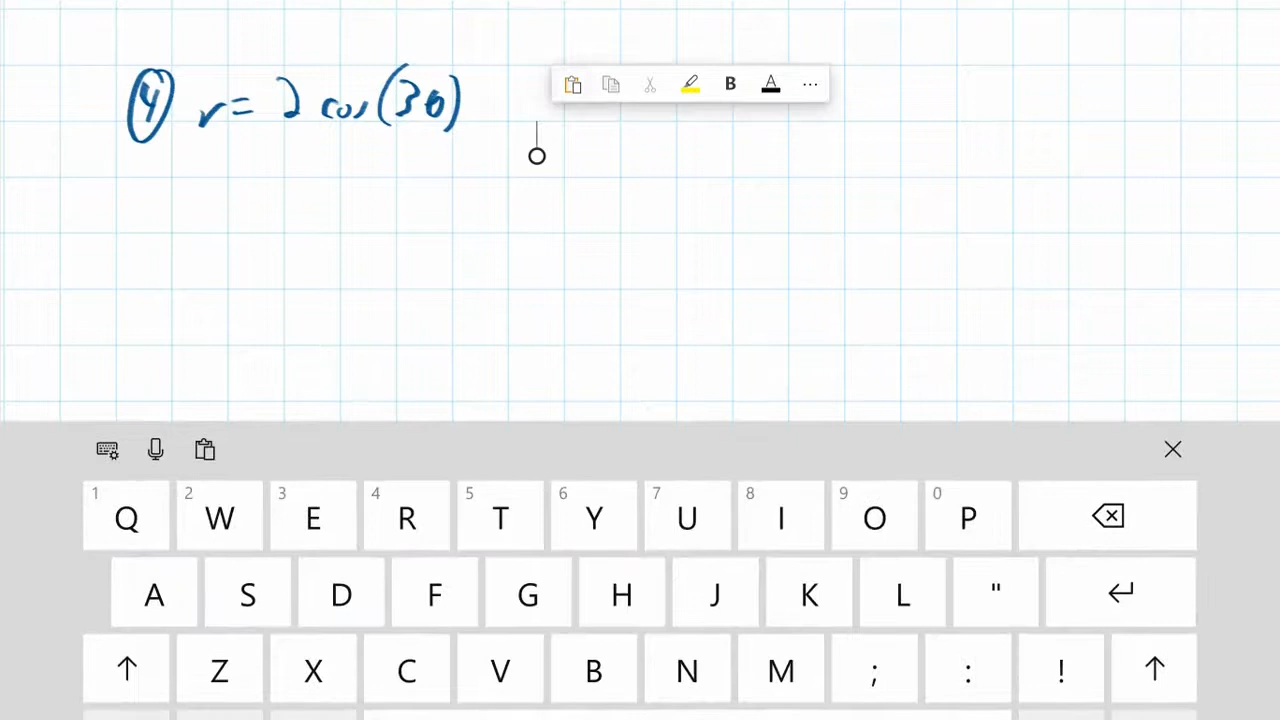 ④ r = 2 cos(3θ)
B A ...
1 2 3 4 5 6 7 8 9 0
Q W E R T Y U I O P
A S D F G H J K L "
Z X C V B N M ; : !